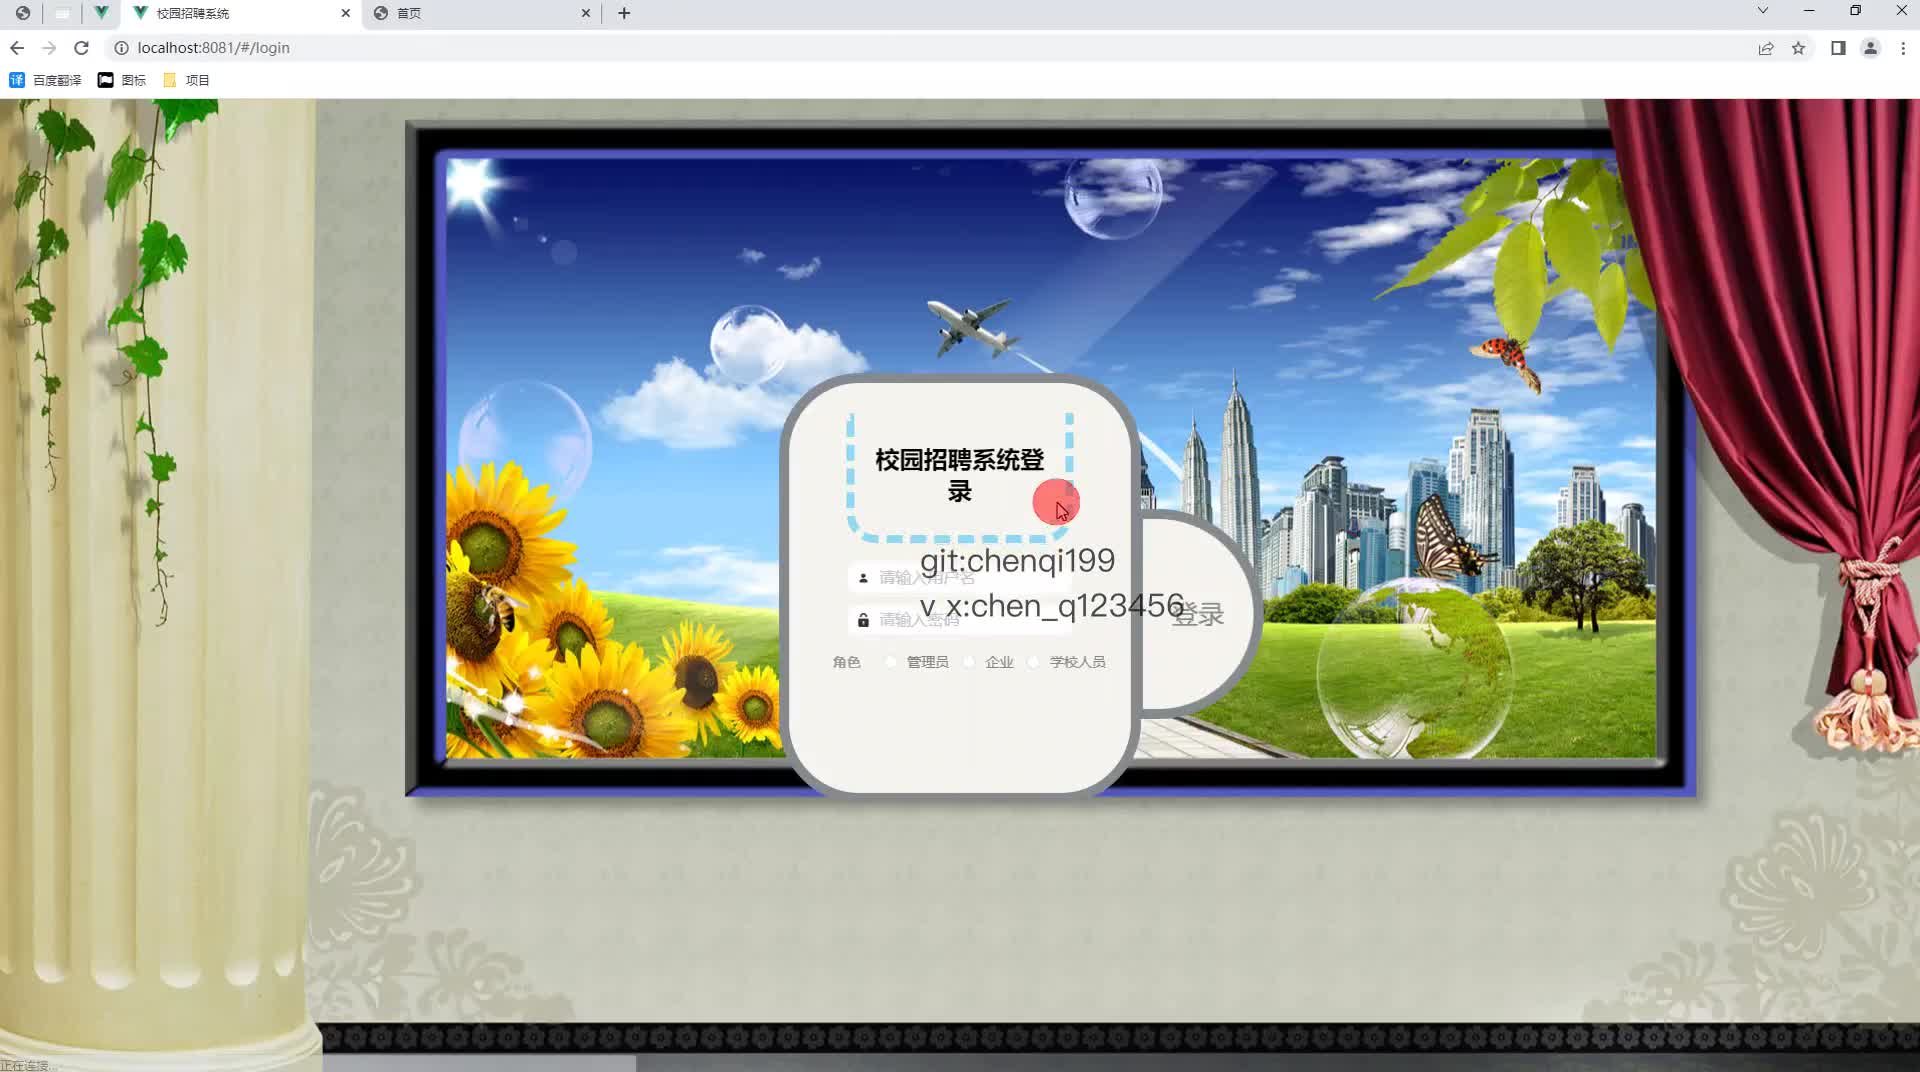 校园招聘系统
首页
localhost:8081/#/login
百度翻译
图标
项目
校园招聘系统登
录
git:chenqi199
请输入用户名
v x:chen_q123456
请输入密码
登录
角色 管理员 企业 学校人员
正在连接...